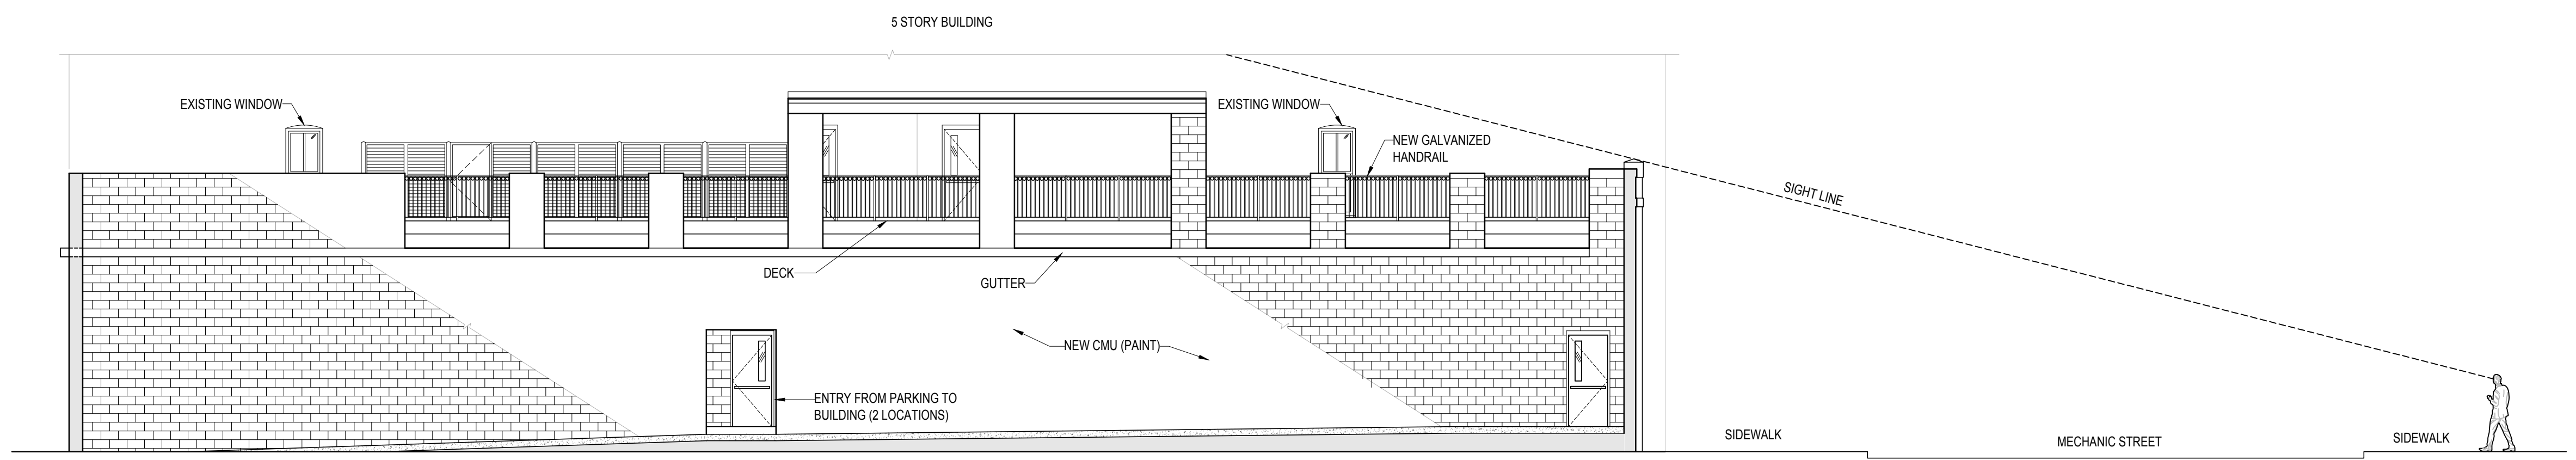 5 STORY BUILDING
EXISTING WINDOW
EXISTING WINDOW
NEW GALVANIZED
HANDRAIL
SIGHT LINE
DECK
GUTTER
NEW CMU (PAINT)
ENTRY FROM PARKING TO
BUILDING (2 LOCATIONS)
SIDEWALK
MECHANIC STREET
SIDEWALK